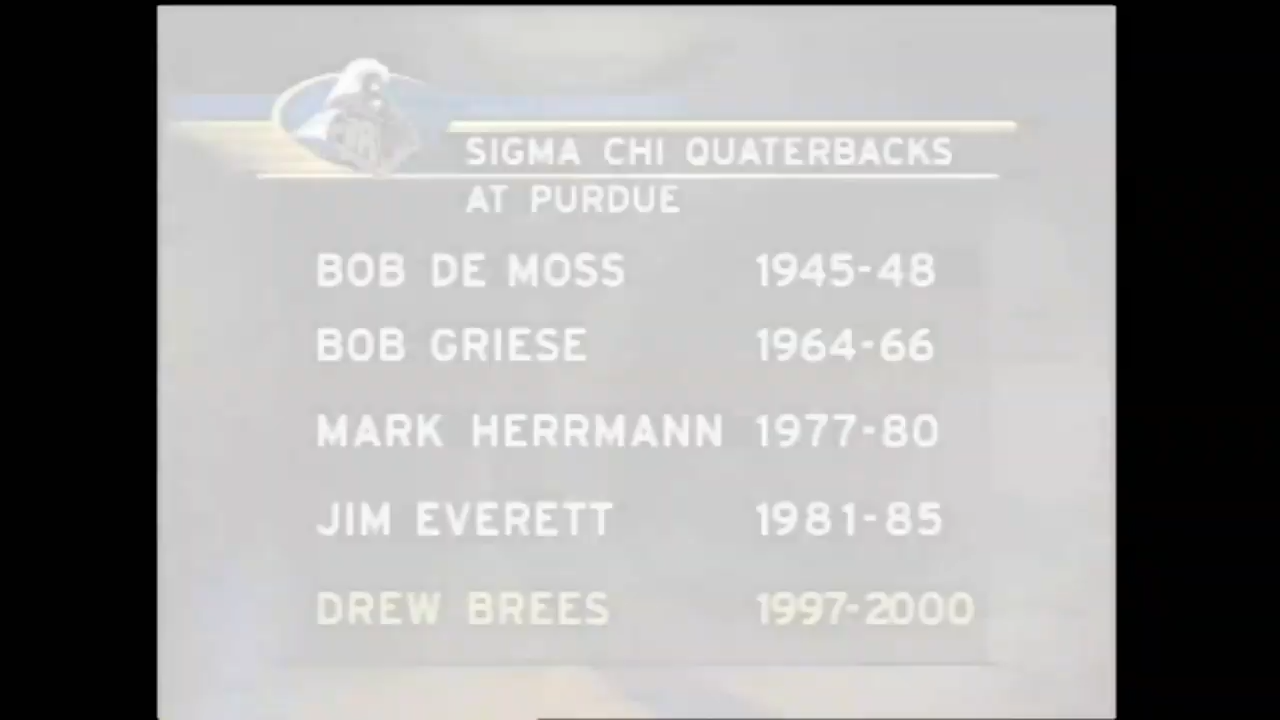 SIGMA CHI QUATERBACKS
AT PURDUE
BOB DE MOSS 1945-48
BOB GRIESE 1964-66
MARK HERRMANN 1977-80
JIM EVERETT 1981-85
DREW BREES 1997-2000